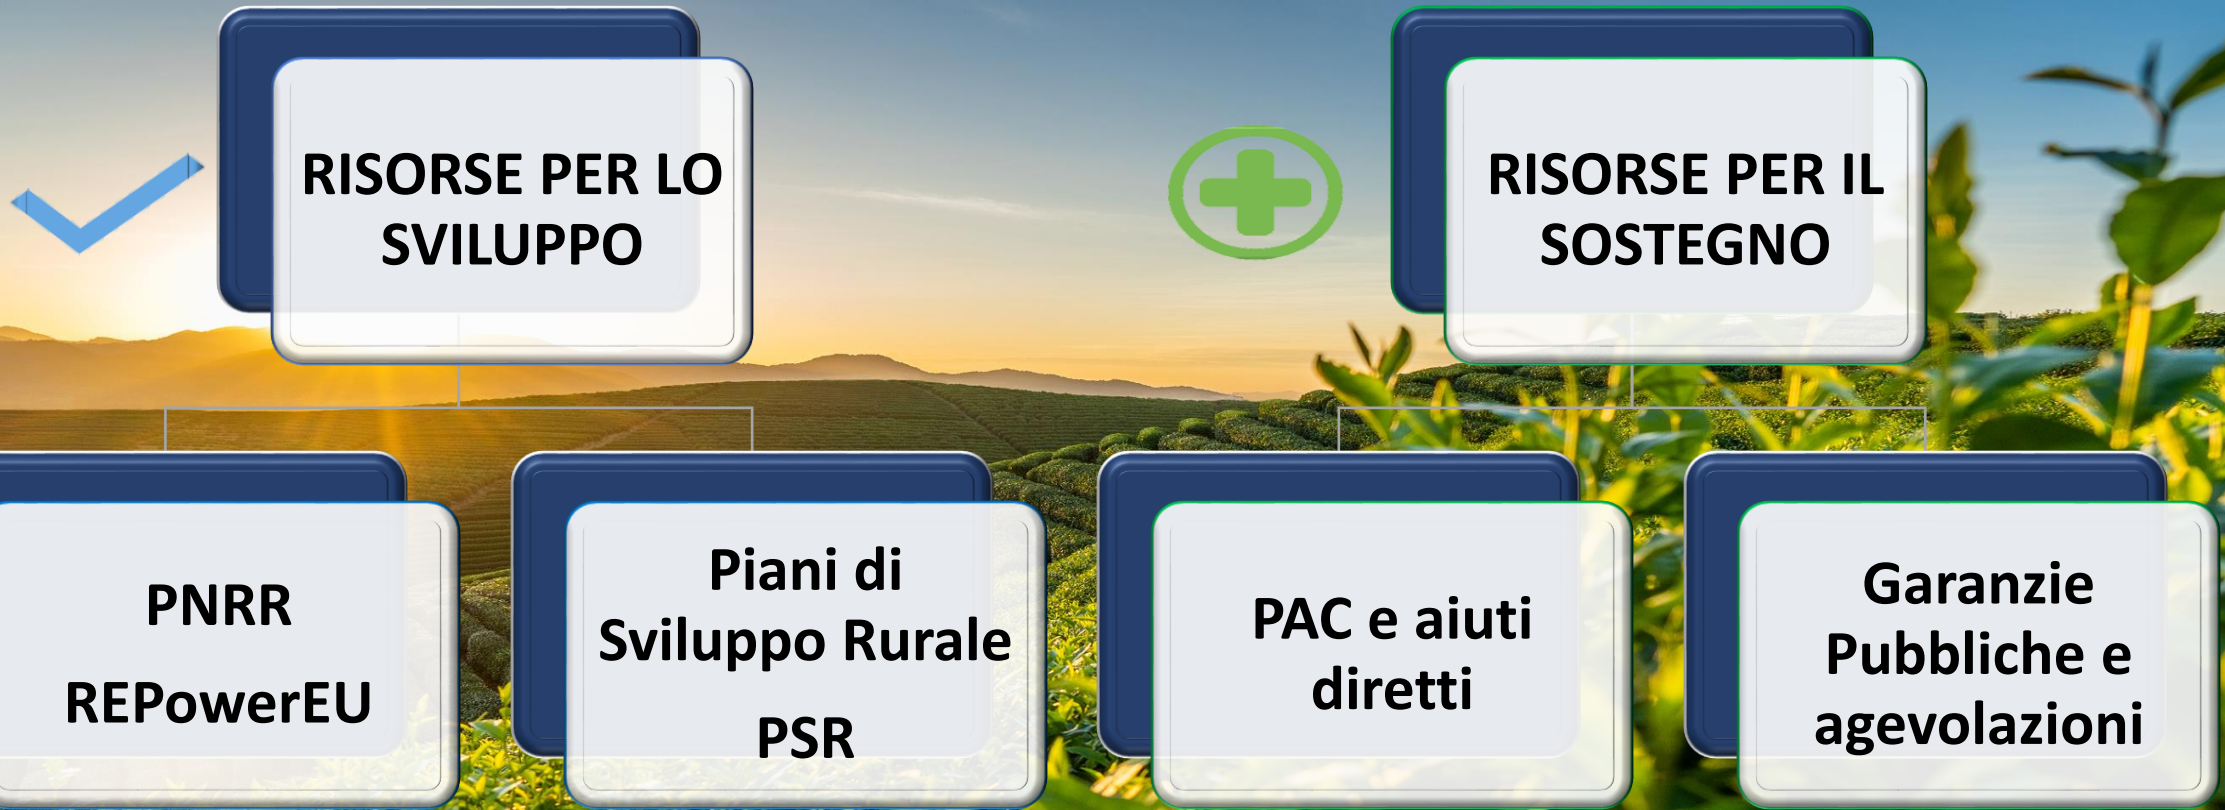 RISORSE PER LO
SVILUPPO
RISORSE PER IL
SOSTEGNO
PNRR
REPowerEU
Piani di
Sviluppo Rurale
PSR
PAC e aiuti
diretti
Garanzie
Pubbliche e
agevolazioni